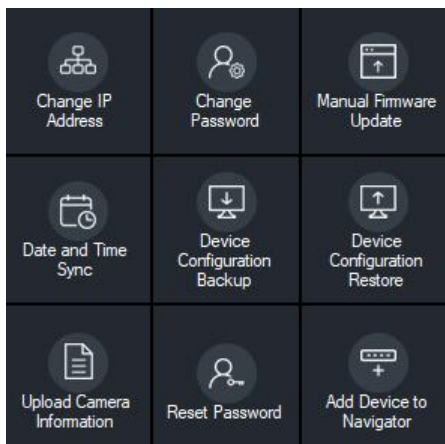 Change IP
Address
Change
Password
Manual Firmware
Update
Date and Time
Sync
Device
Configuration
Backup
Device
Configuration
Restore
Upload Camera
Information
Reset Password
Add Device to
Navigator